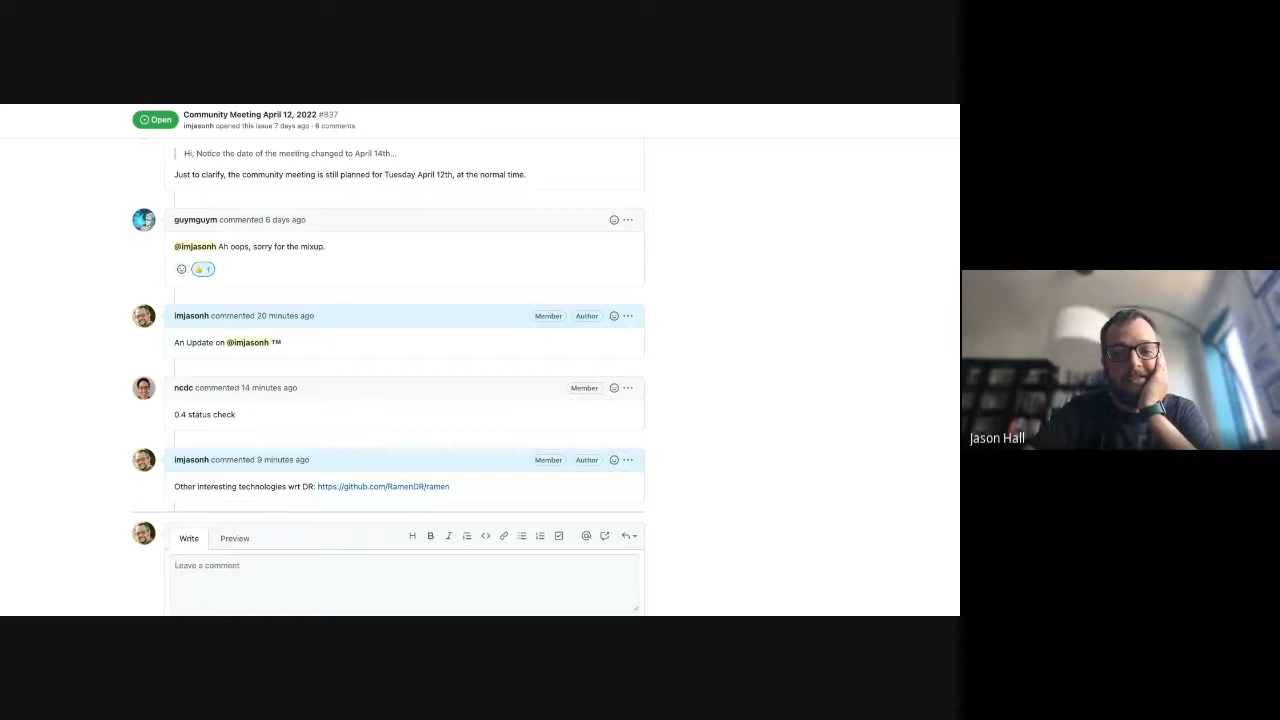 Open
Community Meeting April 12, 2022 #837
imjasonh opened this issue 7 days ago · 6 comments
Hi, Notice the date of the meeting changed to April 14th...
Just to clarify, the community meeting is still planned for Tuesday April 12th, at the normal time.
guymguym commented 6 days ago
@imjasonh Ah oops, sorry for the mixup.
1
imjasonh commented 20 minutes ago Member Author
An Update on @imjasonh ™
ncdc commented 14 minutes ago Member
0.4 status check
imjasonh commented 9 minutes ago Member Author
Other interesting technologies wrt DR: https://github.com/RamenDR/ramen
Write Preview
Leave a comment
Jason Hall